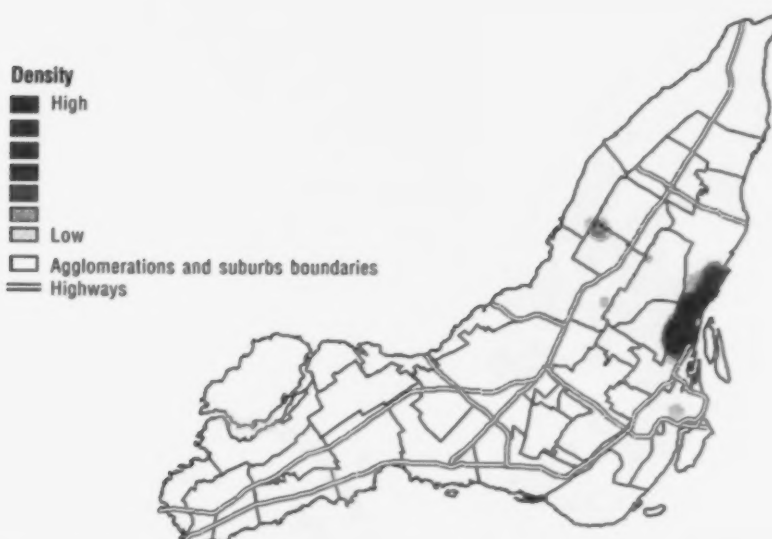 Density
High
Low
Agglomerations and suburbs boundaries
Highways